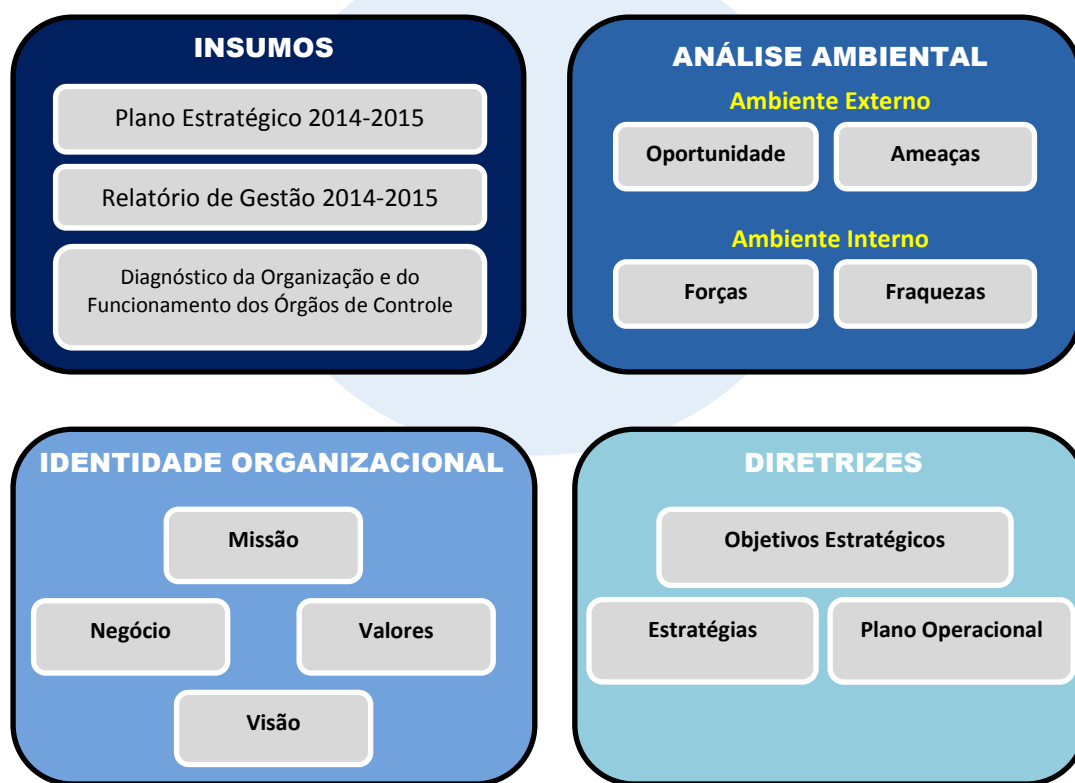 INSUMOS
Plano Estratégico 2014-2015
Relatório de Gestão 2014-2015
Diagnóstico da Organização e do
Funcionamento dos Órgãos de Controle
ANÁLISE AMBIENTAL
Ambiente Externo
Oportunidade
Ameaças
Ambiente Interno
Forças
Fraquezas
IDENTIDADE ORGANIZACIONAL
Missão
Negócio
Valores
Visão
DIRETRIZES
Objetivos Estratégicos
Estratégias
Plano Operacional